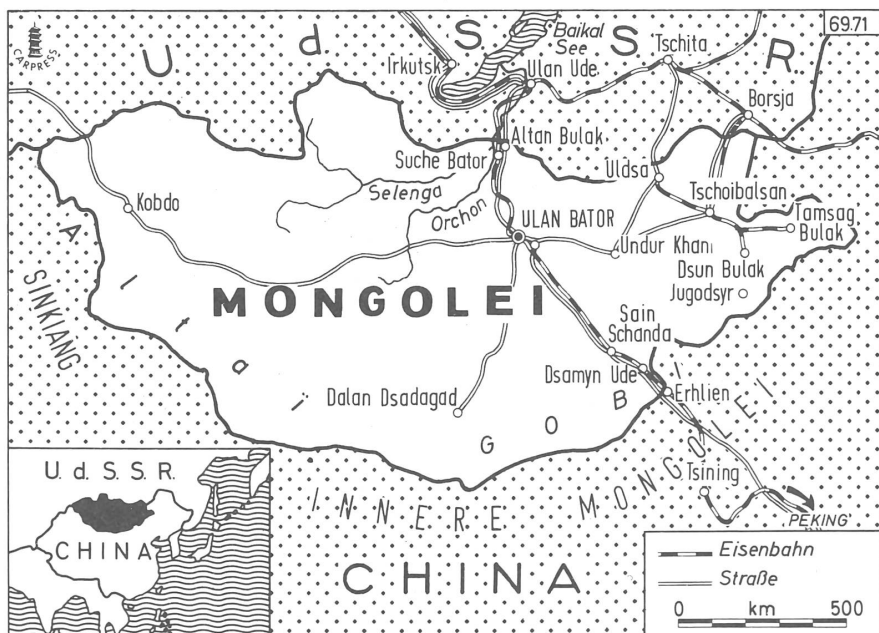 CARPRESS
69.71
U d S S R
Baikal
See
Irkutsk
Ulan Ude
Tschita
Borsja
Altan Bulak
Suche Bator
Selenga
Orchon
Uldsa
Tschoibalsan
Tamsag
Bulak
Kobdo
ULAN BATOR
Undur Khan
Dsun Bulak
Jugodsyr
SINKIANG
A l t a i
MONGOLEI
Sain
Schanda
Dsamyn Ude
Erhlien
Dalan Dsadagad
G O B I
Tsining
INNERE MONGOLEI
PEKING
CHINA
U. d. S. S. R.
CHINA
Eisenbahn
Straße
0 km 500